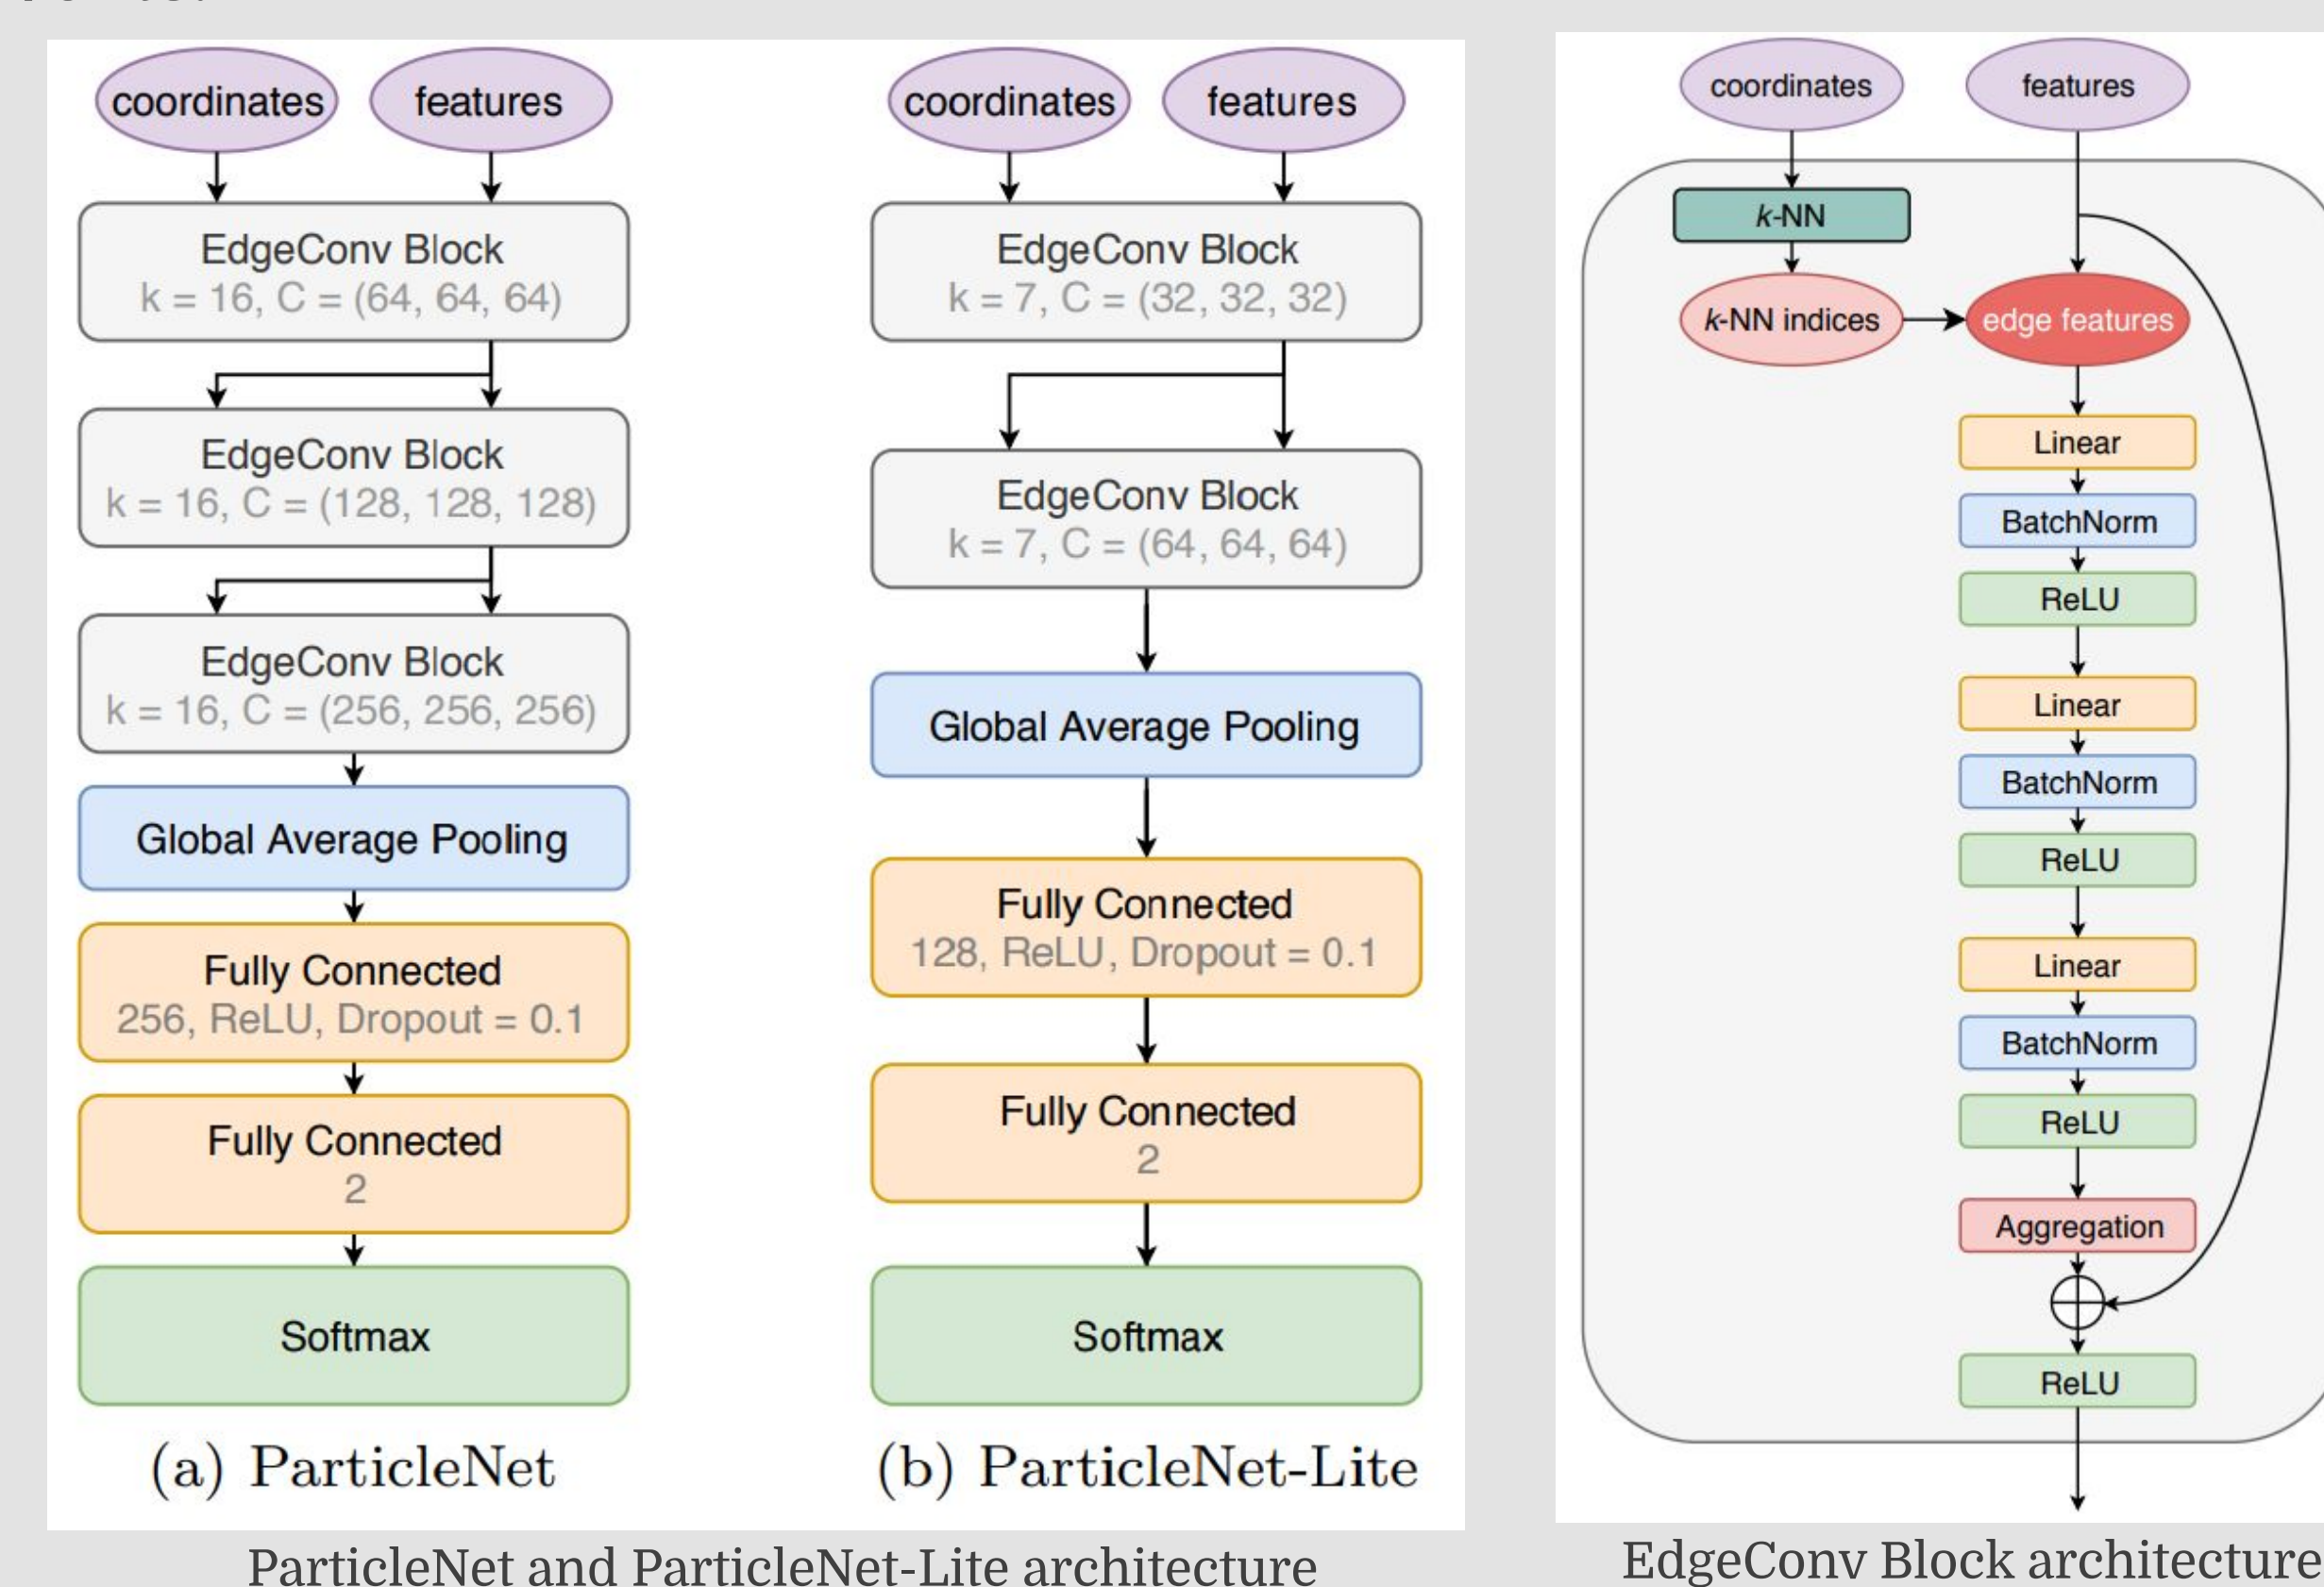 coordinates
features
EdgeConv Block
k = 16, C = (64, 64, 64)
EdgeConv Block
k = 16, C = (128, 128, 128)
EdgeConv Block
k = 16, C = (256, 256, 256)
Global Average Pooling
Fully Connected
256, ReLU, Dropout = 0.1
Fully Connected
2
Softmax
(a) ParticleNet
coordinates
features
EdgeConv Block
k = 7, C = (32, 32, 32)
EdgeConv Block
k = 7, C = (64, 64, 64)
Global Average Pooling
Fully Connected
128, ReLU, Dropout = 0.1
Fully Connected
2
Softmax
(b) ParticleNet-Lite
ParticleNet and ParticleNet-Lite architecture
coordinates
features
k-NN
k-NN indices
edge features
Linear
BatchNorm
ReLU
Linear
BatchNorm
ReLU
Linear
BatchNorm
ReLU
Aggregation
ReLU
EdgeConv Block architecture